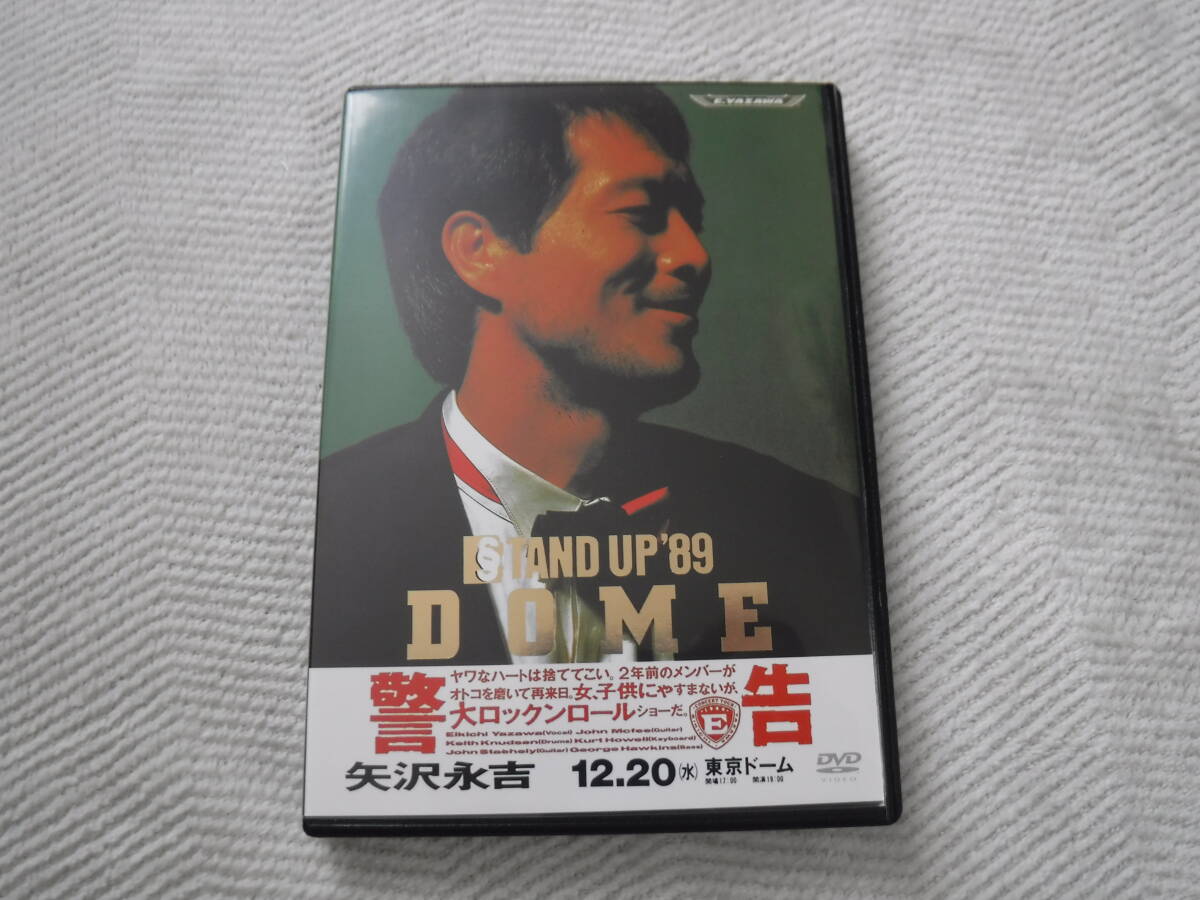 E.YAZAWA
STAND UP '89
DOME
警告
ヤワなハートは捨ててこい。2年前のメンバーが
オトコを磨いて再来日。女、子供にやすまないが、
大ロックンロールショーだ。
Eikichi Yazawa(Vocal) John Mcfee(Guitar)
Keith Knudsen(Drums) Kurt Howell(Keyboard)
John Staehely(Guitar) George Hawkins(Bass)
E
矢沢永吉 12.20(水) 東京ドーム
開場17:00 開演19:00
DVD
VIDEO